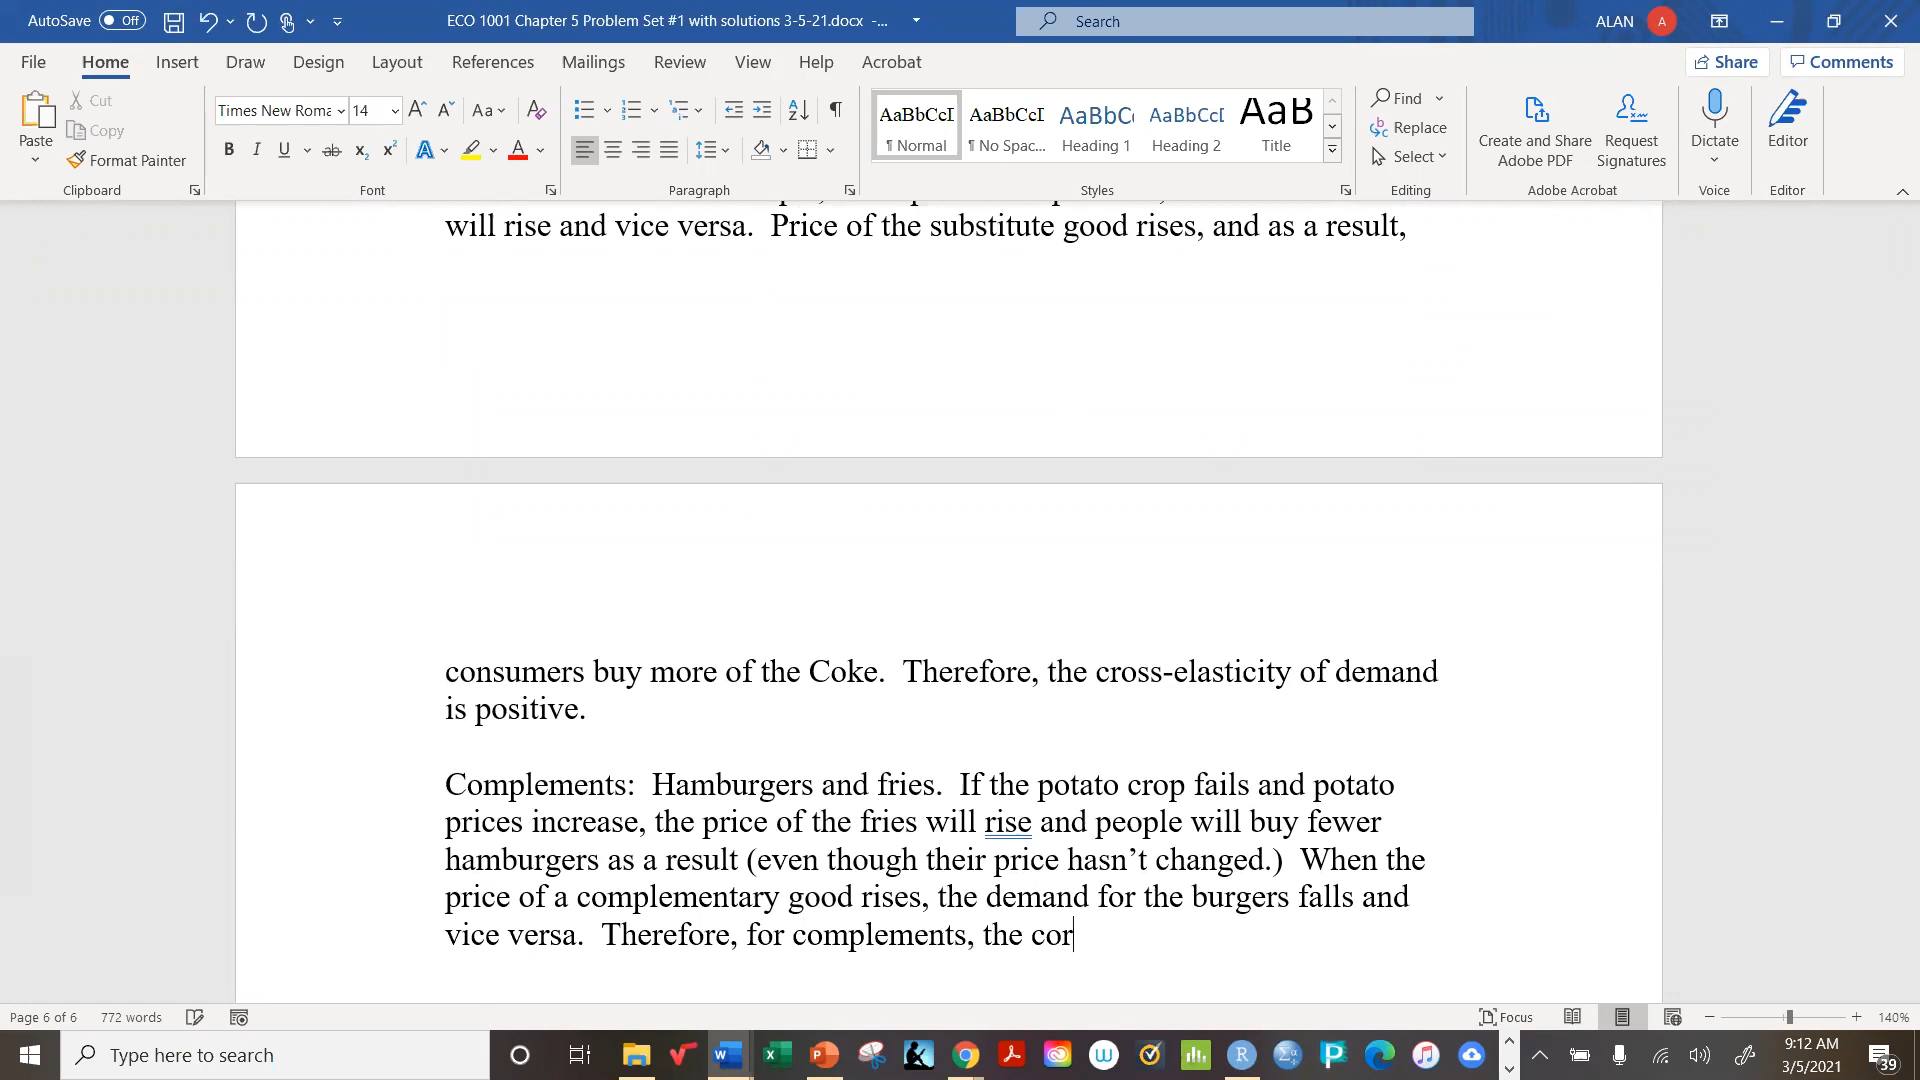 AutoSave Off ECO 1001 Chapter 5 Problem Set #1 with solutions 3-5-21.docx -... Search ALAN A
File Home Insert Draw Design Layout References Mailings Review View Help Acrobat Share Comments
Paste Cut Copy Format Painter
Clipboard
Times New Roma 14
Font
Paragraph
AaBbCcI AaBbCcI AaBbC AaBbCcI AaB
¶ Normal ¶ No Spac... Heading 1 Heading 2 Title
Styles
Find
Replace
Select
Editing
Create and Share Adobe PDF
Request Signatures
Adobe Acrobat
Dictate
Voice
Editor
Editor
will rise and vice versa.  Price of the substitute good rises, and as a result,
consumers buy more of the Coke.  Therefore, the cross-elasticity of demand
is positive.
Complements:  Hamburgers and fries.  If the potato crop fails and potato
prices increase, the price of the fries will rise and people will buy fewer
hamburgers as a result (even though their price hasn’t changed.)  When the
price of a complementary good rises, the demand for the burgers falls and
vice versa.  Therefore, for complements, the cor
Page 6 of 6 772 words Focus 140%
Type here to search
9:12 AM
3/5/2021
39